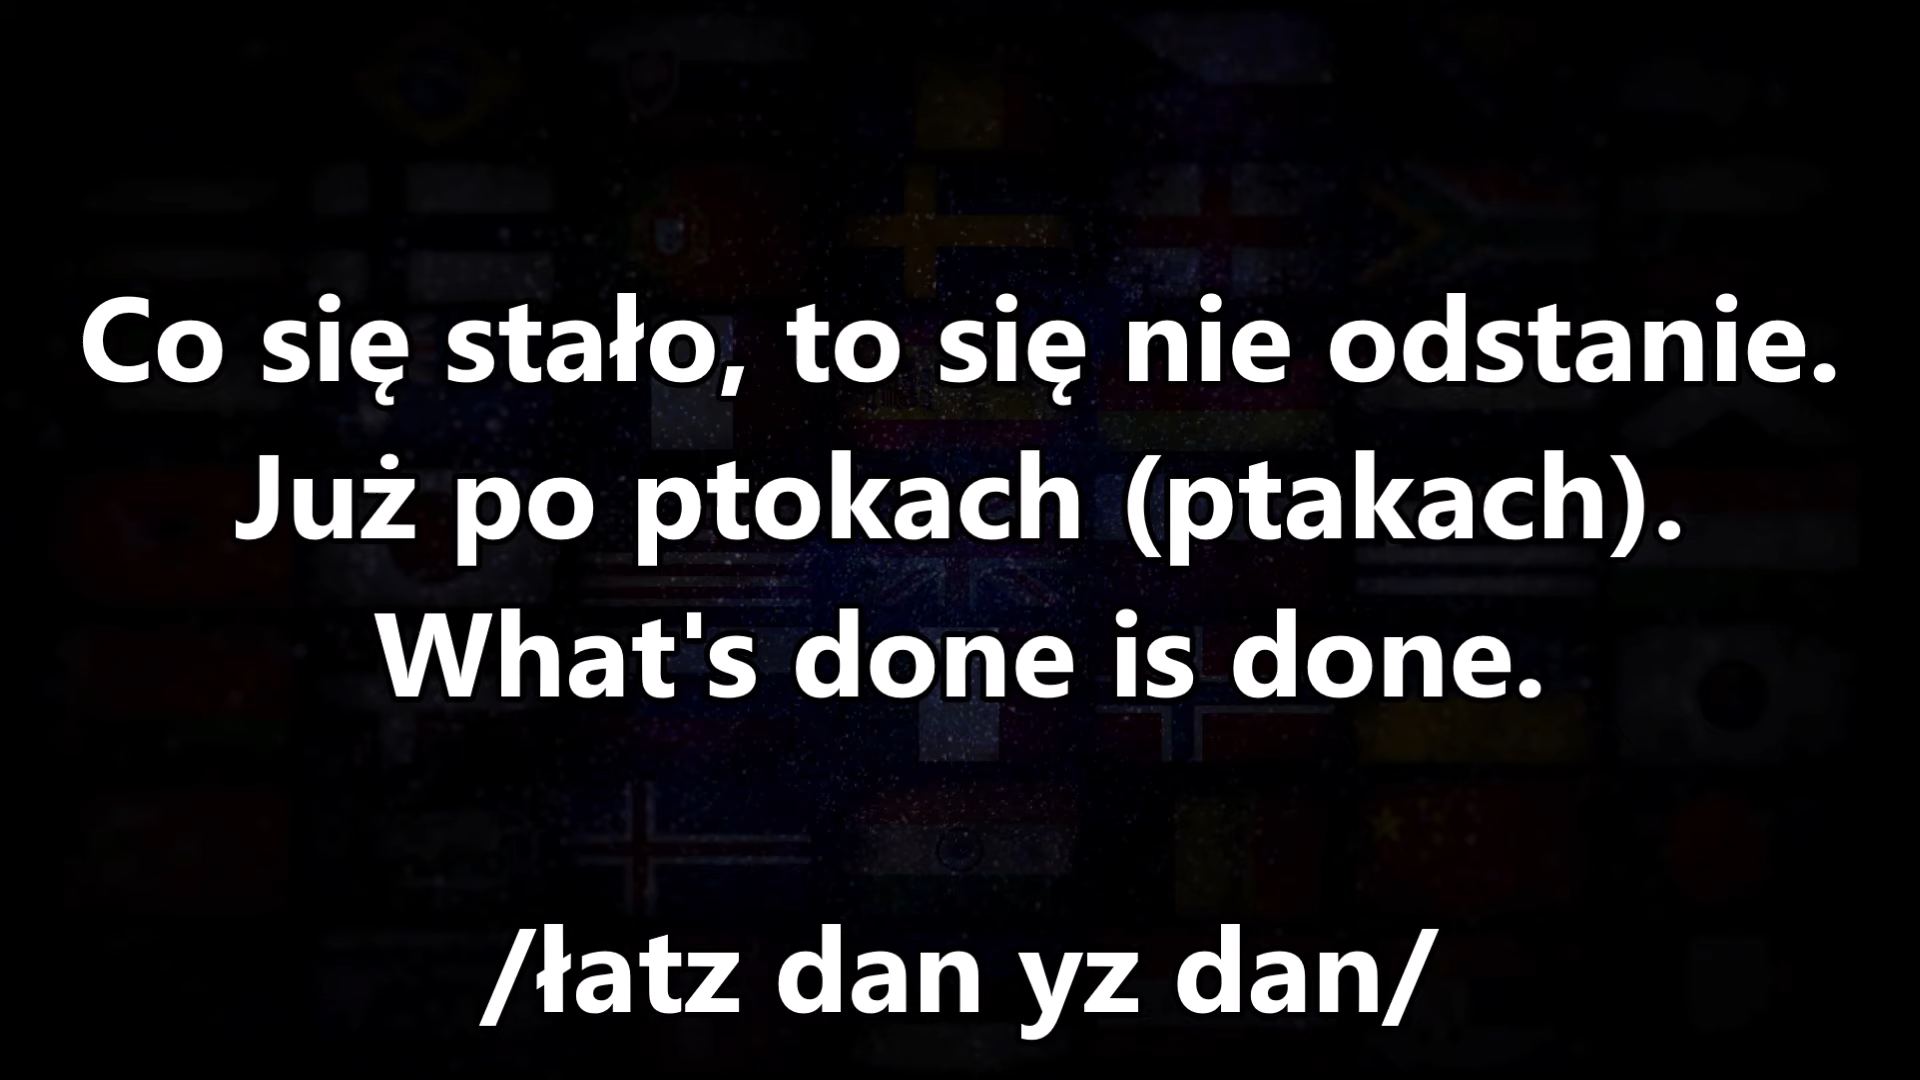 Co się stało, to się nie odstanie.
Już po ptokach (ptakach).
What's done is done.
/łatz dan yz dan/